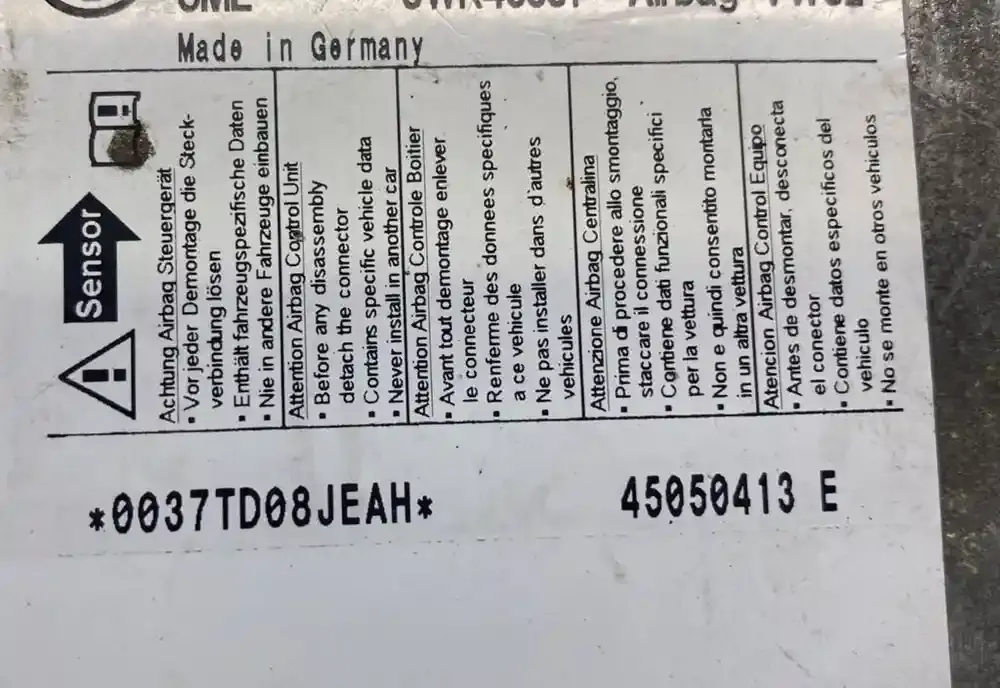 Made in Germany
Sensor
Achtung Airbag Steuergerät
▪ Vor jeder Demontage die Steck-
verbindung lösen
▪ Enthält fahrzeugspezifische Daten
▪ Nie in andere Fahrzeuge einbauen
Attention Airbag Control Unit
▪ Before any disassembly
detach the connector
▪ Contains specific vehicle data
▪ Never install in another car
Attention Airbag Controle Boitier
▪ Avant tout demontage enlever
le connecteur
▪ Renferme des donnees specifiques
a ce vehicule
▪ Ne pas installer dans d'autres
vehicules
Attenzione Airbag Centralina
▪ Prima di procedere allo smontaggio,
staccare il connessione
▪ Contiene dati funzionali specifici
per la vettura
▪ Non e quindi consentito montarla
in un altra vettura
Atencion Airbag Control Equipo
▪ Antes de desmontar, desconecta
el conector
▪ Contiene datos especificos del
vehiculo
▪ No se monte en otros vehiculos
*0037TD08JEAH*
45050413 E